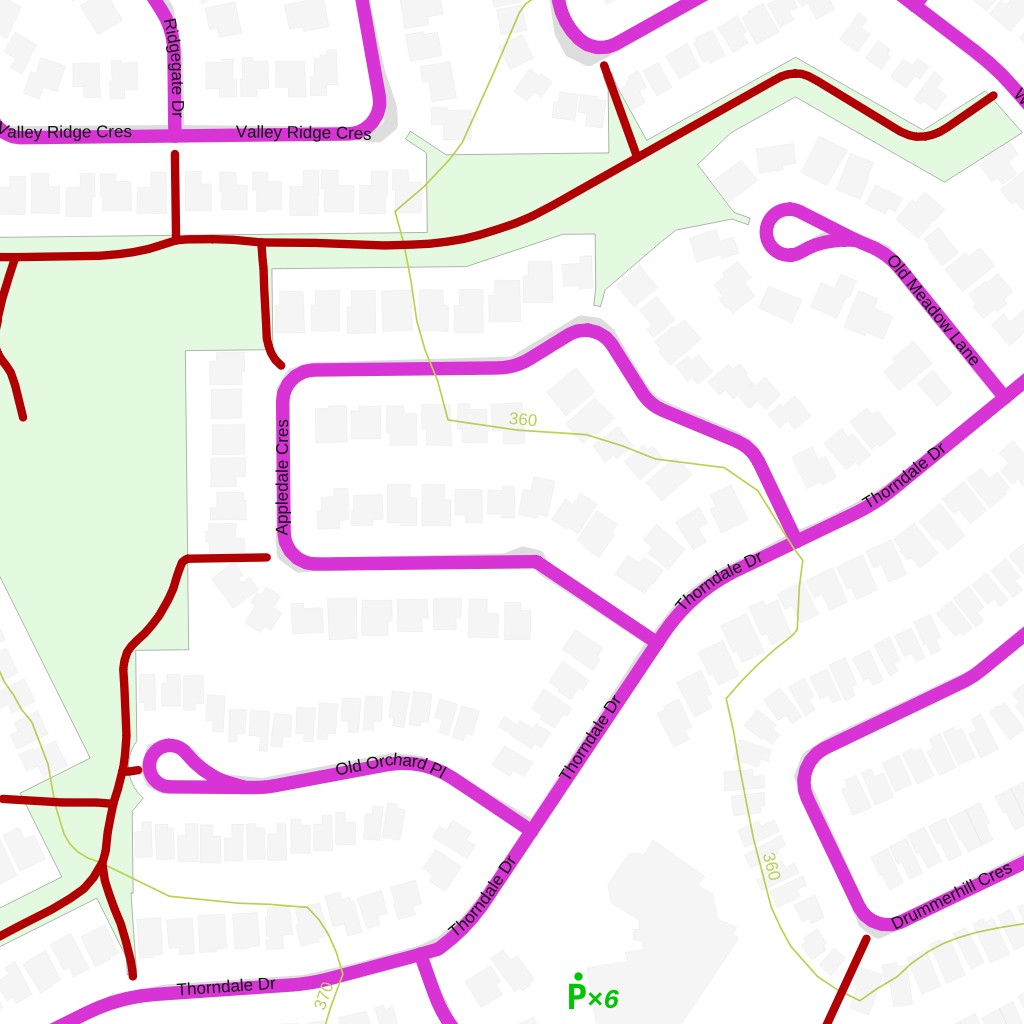 Ridgegate Dr
Valley Ridge Cres
Valley Ridge Cres
Old Meadow Lane
360
Appledale Cres
Thorndale Dr
Thorndale Dr
Thorndale Dr
Old Orchard Pl
360
Thorndale Dr
Drummerhill Cres
Thorndale Dr
370
P×6